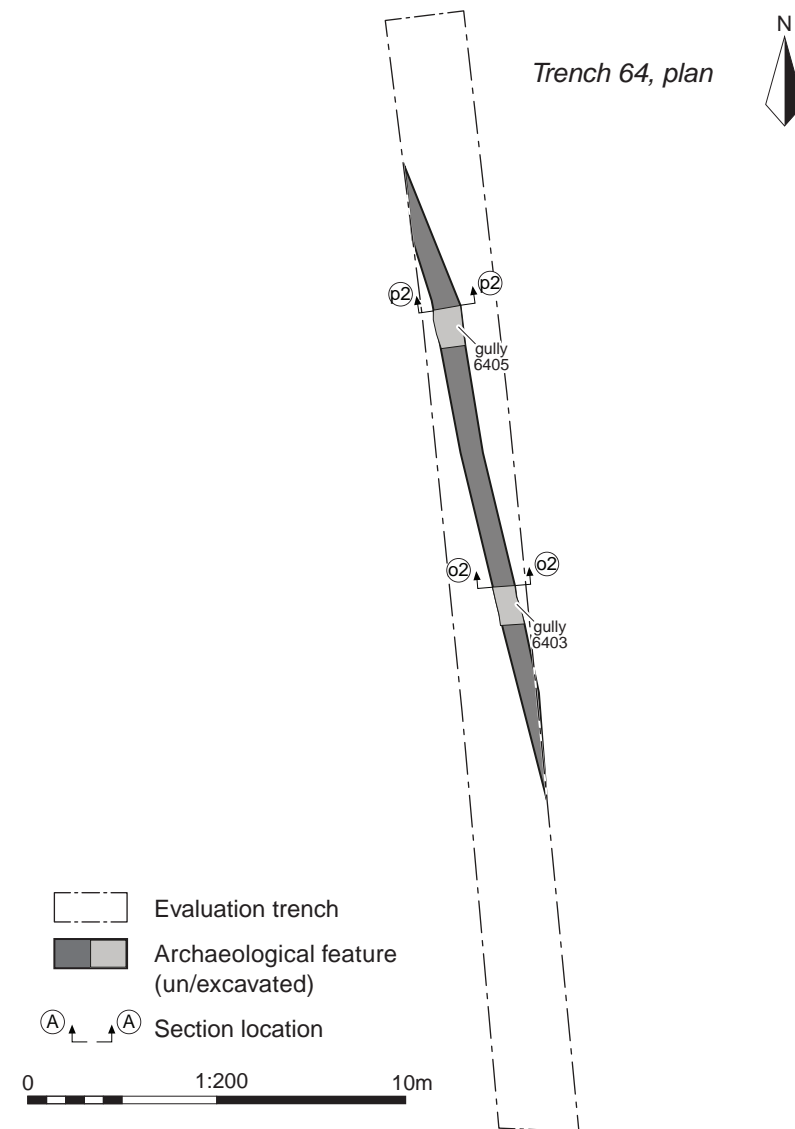 N
Trench 64, plan
p2
p2
gully
6405
o2
o2
gully
6403
Evaluation trench
Archaeological feature
(un/excavated)
A
A
Section location
0
1:200
10m